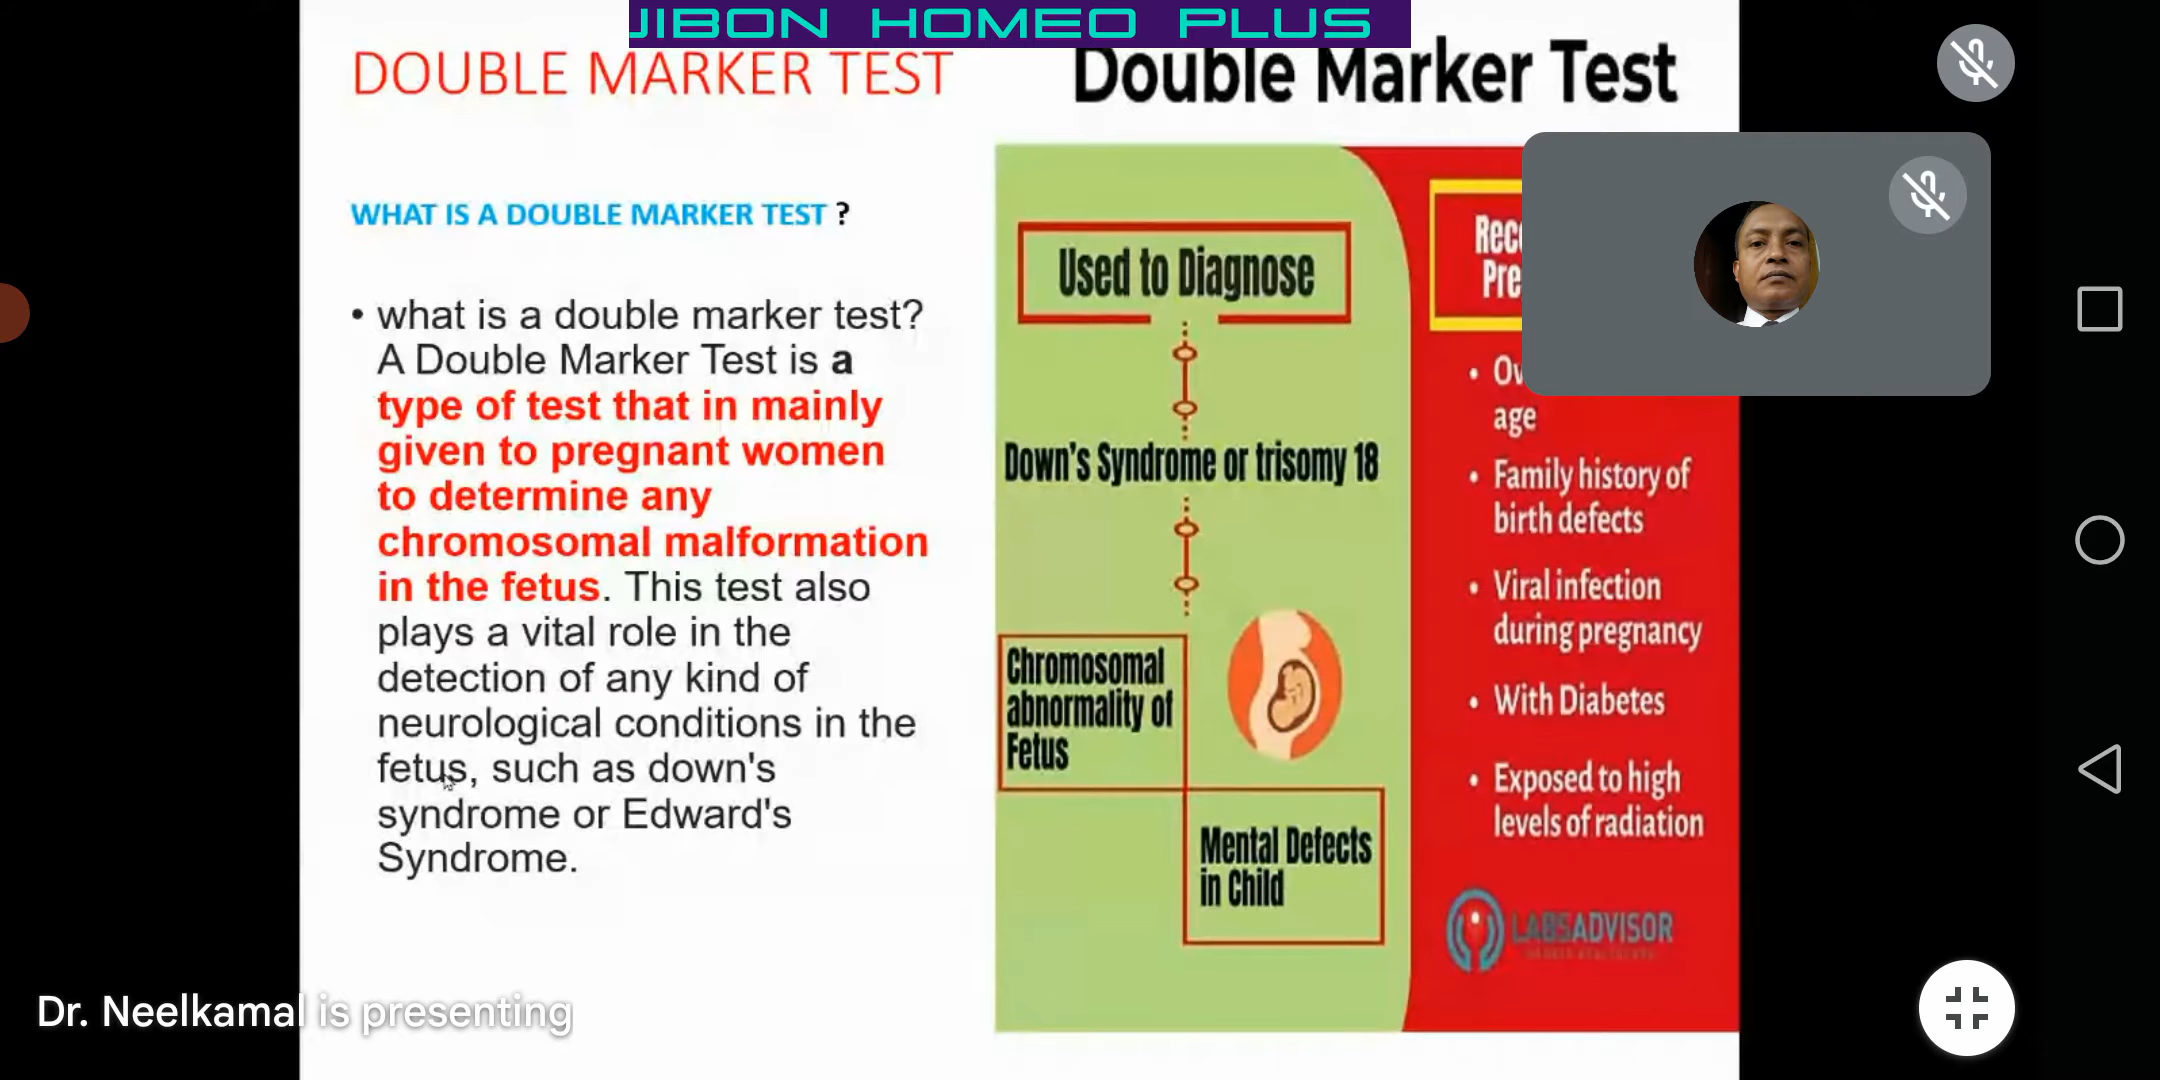 JIBON HOMEO PLUS
DOUBLE MARKER TEST
WHAT IS A DOUBLE MARKER TEST ?
• what is a double marker test?
A Double Marker Test is a
type of test that in mainly
given to pregnant women
to determine any
chromosomal malformation
in the fetus. This test also
plays a vital role in the
detection of any kind of
neurological conditions in the
fetus, such as down's
syndrome or Edward's
Syndrome.
Double Marker Test
Used to Diagnose
Down's Syndrome or trisomy 18
Chromosomal
abnormality of
Fetus
Mental Defects
in Child
•
age
• Family history of
birth defects
• Viral infection
during pregnancy
• With Diabetes
• Exposed to high
levels of radiation
LABSADVISOR
Dr. Neelkamal is presenting